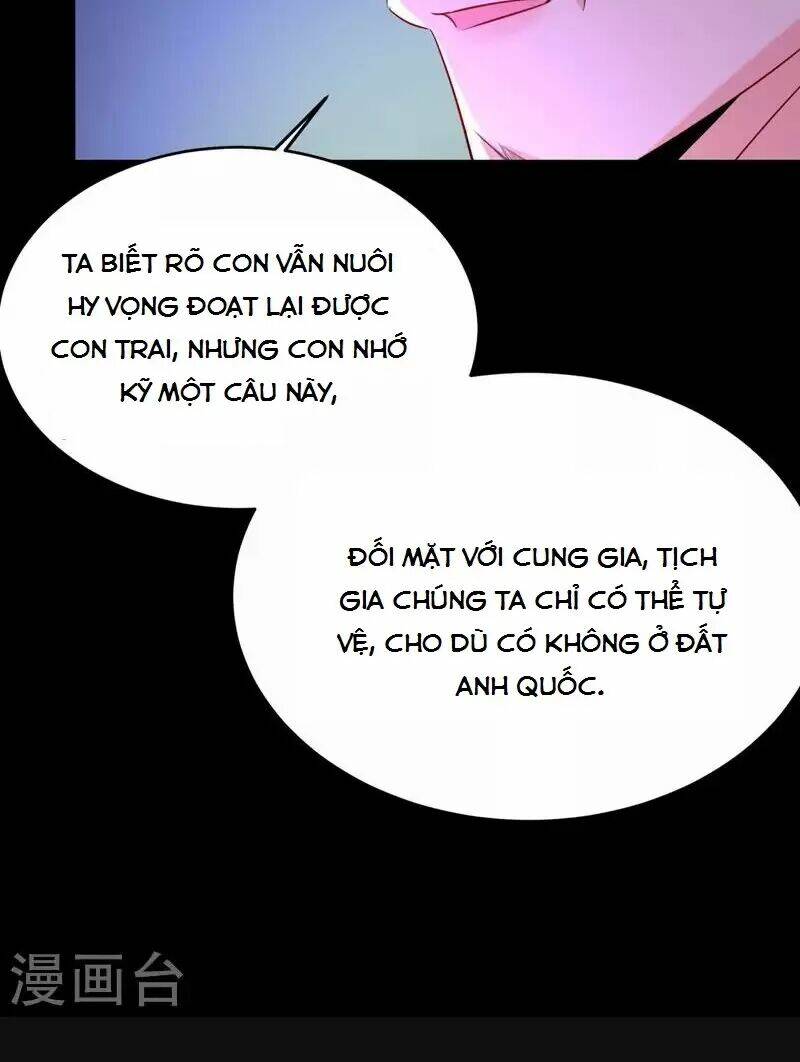 TA BIẾT RÕ CON VẪN NUÔI
HY VỌNG ĐOẠT LẠI ĐƯỢC
CON TRAI, NHƯNG CON NHỚ
KỸ MỘT CÂU NÀY,
ĐỐI MẶT VỚI CUNG GIA, TỊCH
GIA CHÚNG TA CHỈ CÓ THỂ TỰ
VỆ, CHO DÙ CÓ KHÔNG Ở ĐẤT
ANH QUỐC.
漫画台